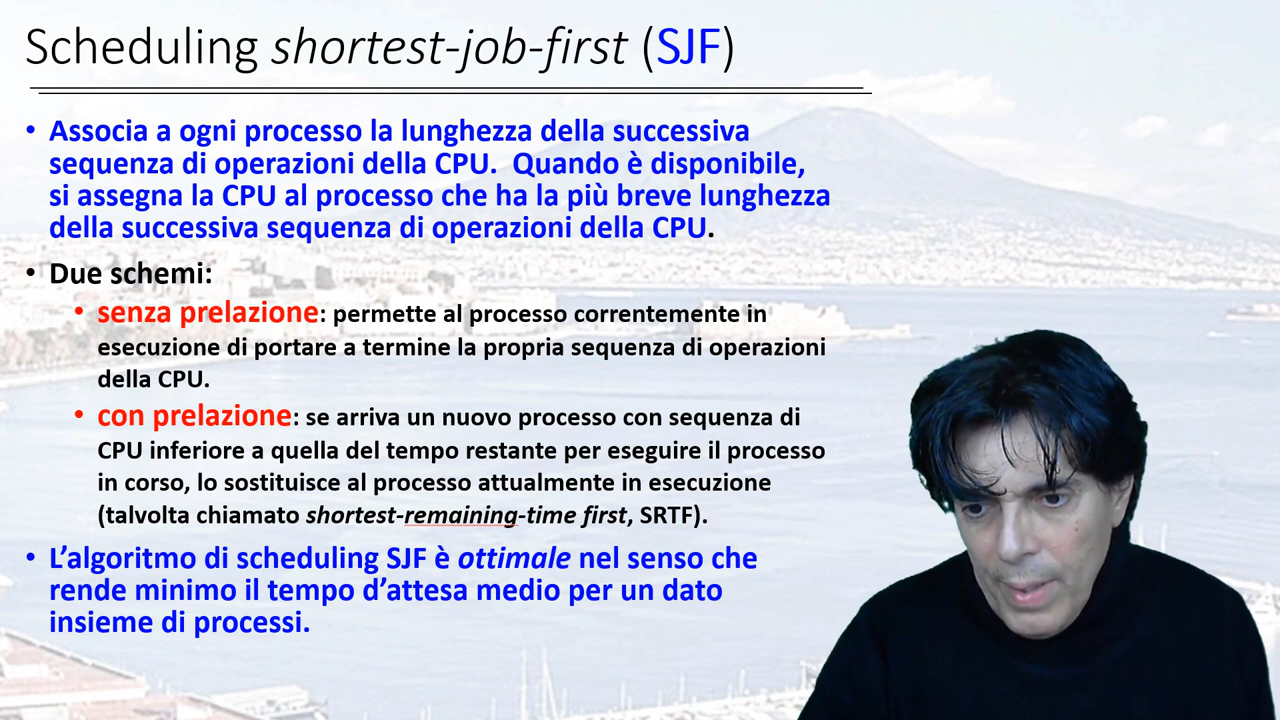 Scheduling shortest-job-first (SJF)
• Associa a ogni processo la lunghezza della successiva
sequenza di operazioni della CPU. Quando è disponibile,
si assegna la CPU al processo che ha la più breve lunghezza
della successiva sequenza di operazioni della CPU.
• Due schemi:
• senza prelazione: permette al processo correntemente in
esecuzione di portare a termine la propria sequenza di operazioni
della CPU.
• con prelazione: se arriva un nuovo processo con sequenza di
CPU inferiore a quella del tempo restante per eseguire il processo
in corso, lo sostituisce al processo attualmente in esecuzione
(talvolta chiamato shortest-remaining-time first, SRTF).
• L’algoritmo di scheduling SJF è ottimale nel senso che
rende minimo il tempo d’attesa medio per un dato
insieme di processi.